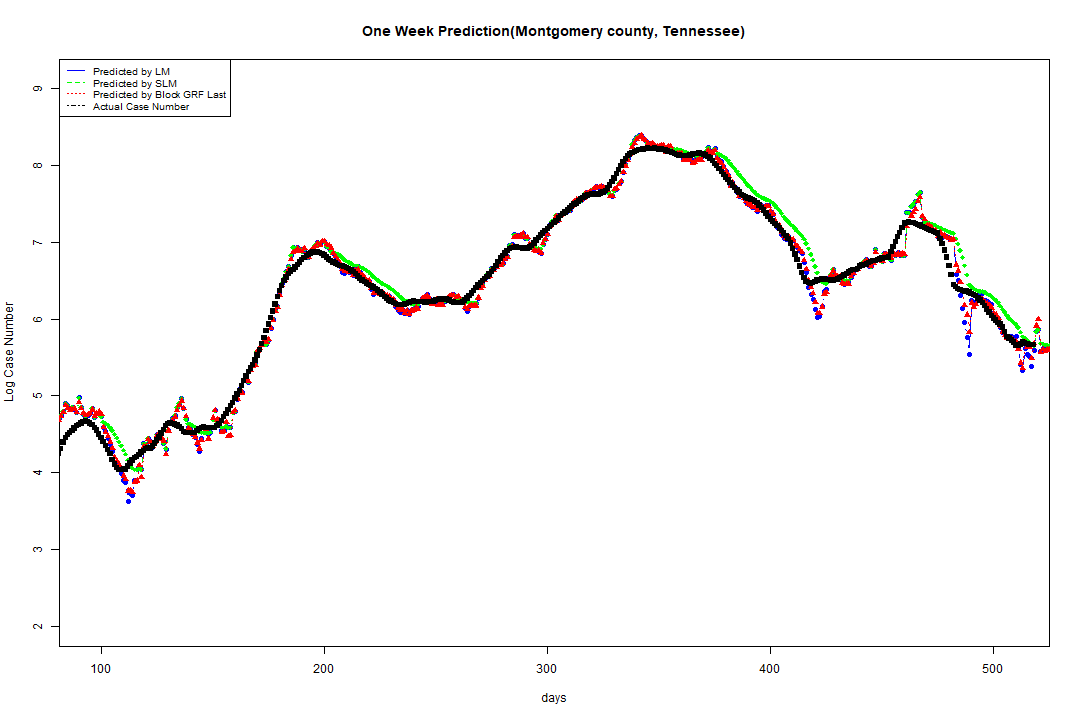 One Week Prediction(Montgomery county, Tennessee)
Predicted by LM
Predicted by SLM
Predicted by Block GRF Last
Actual Case Number
9
8
7
6
5
4
3
2
Log Case Number
100 200 300 400 500
days